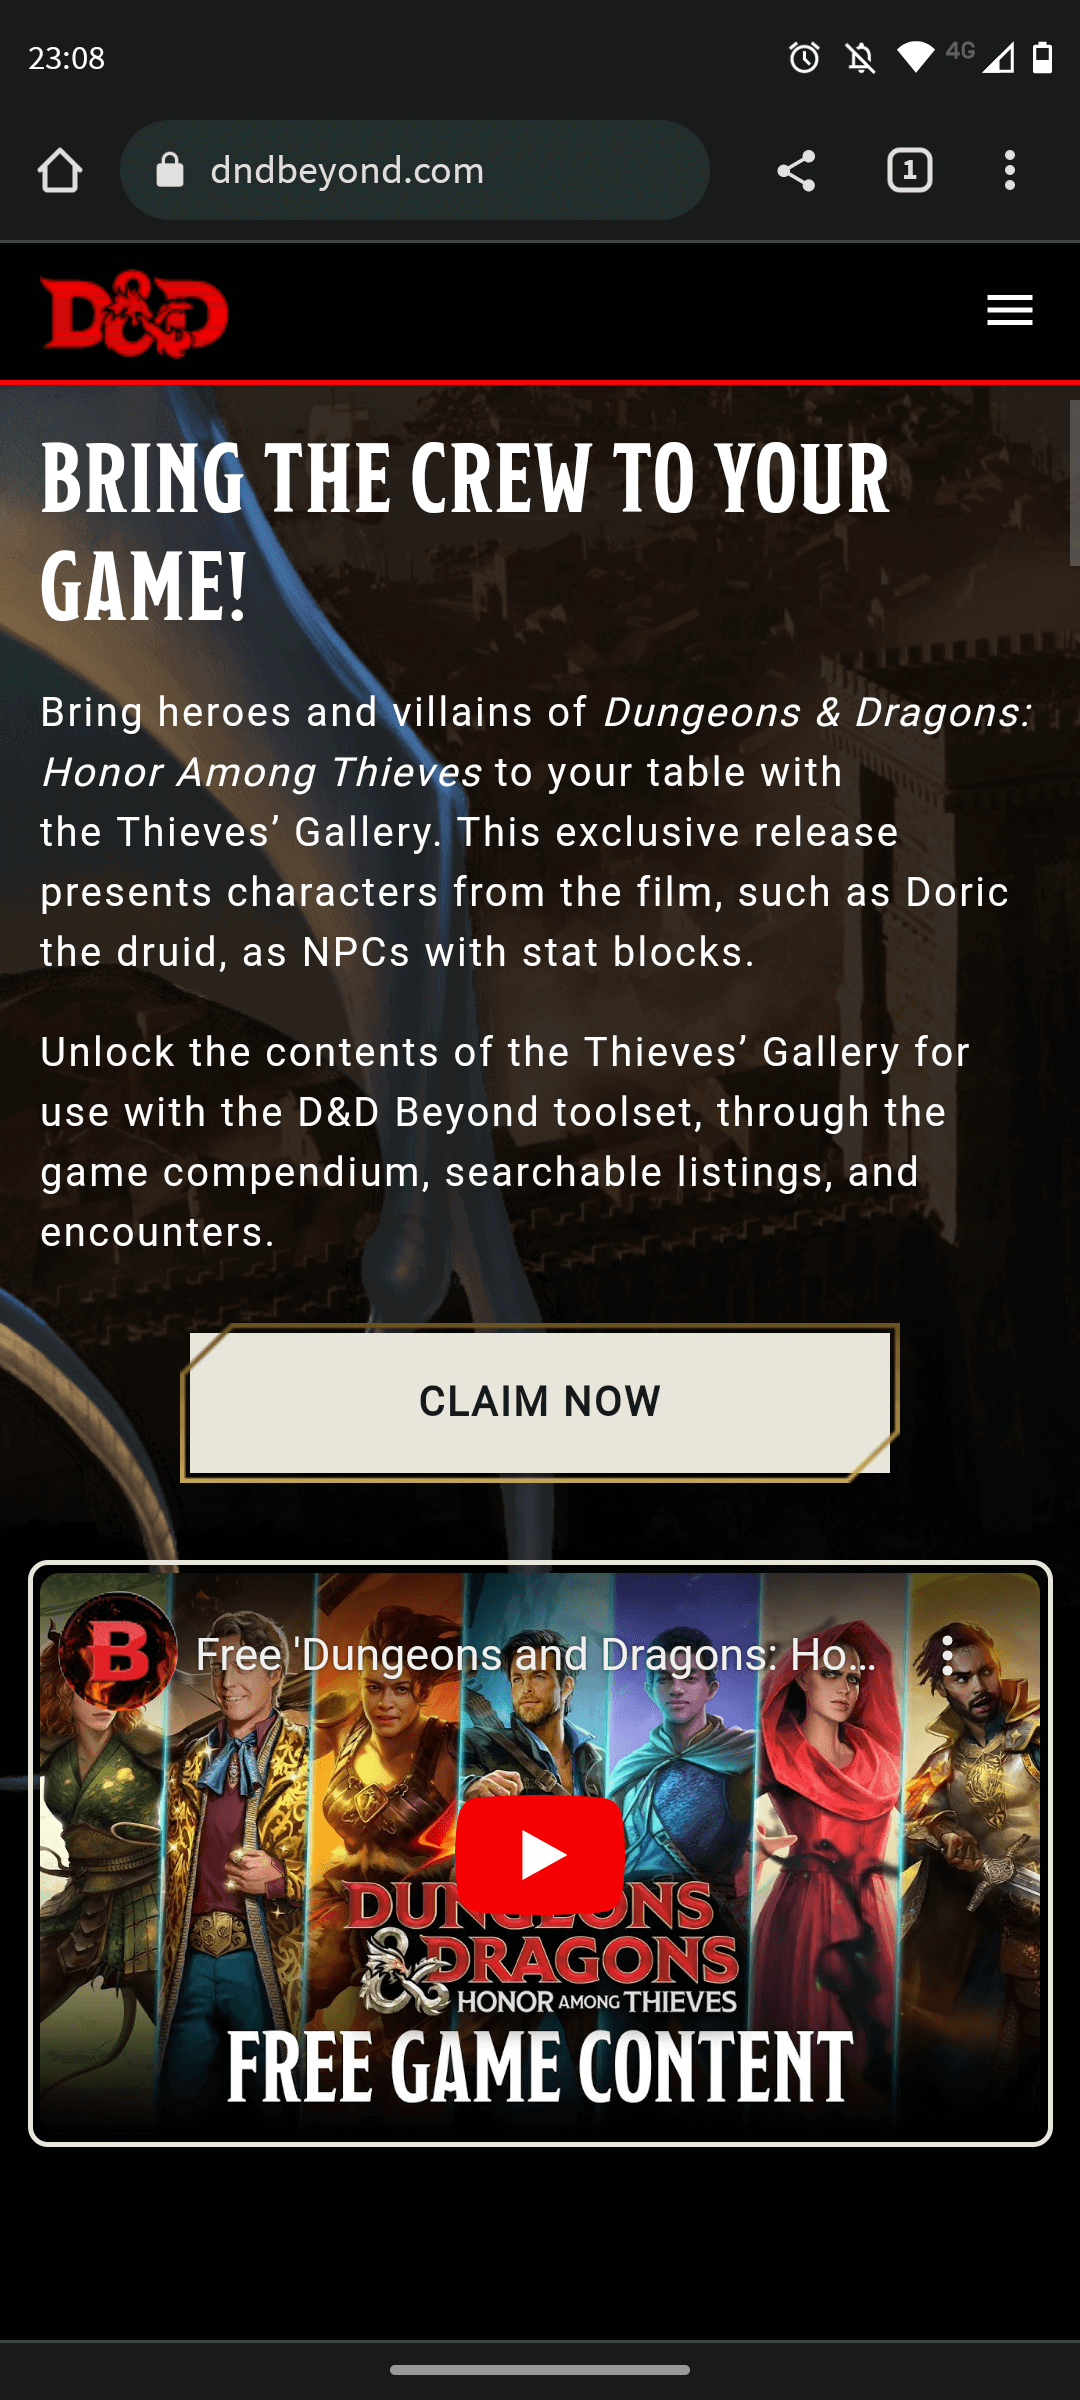 23:08
4G
dndbeyond.com
1
D&D
BRING THE CREW TO YOUR
GAME!
Bring heroes and villains of Dungeons & Dragons:
Honor Among Thieves to your table with
the Thieves’ Gallery. This exclusive release
presents characters from the film, such as Doric
the druid, as NPCs with stat blocks.
Unlock the contents of the Thieves’ Gallery for
use with the D&D Beyond toolset, through the
game compendium, searchable listings, and
encounters.
CLAIM NOW
B
Free 'Dungeons and Dragons: Ho...
DUNGEONS
& DRAGONS
HONOR AMONG THIEVES
FREE GAME CONTENT